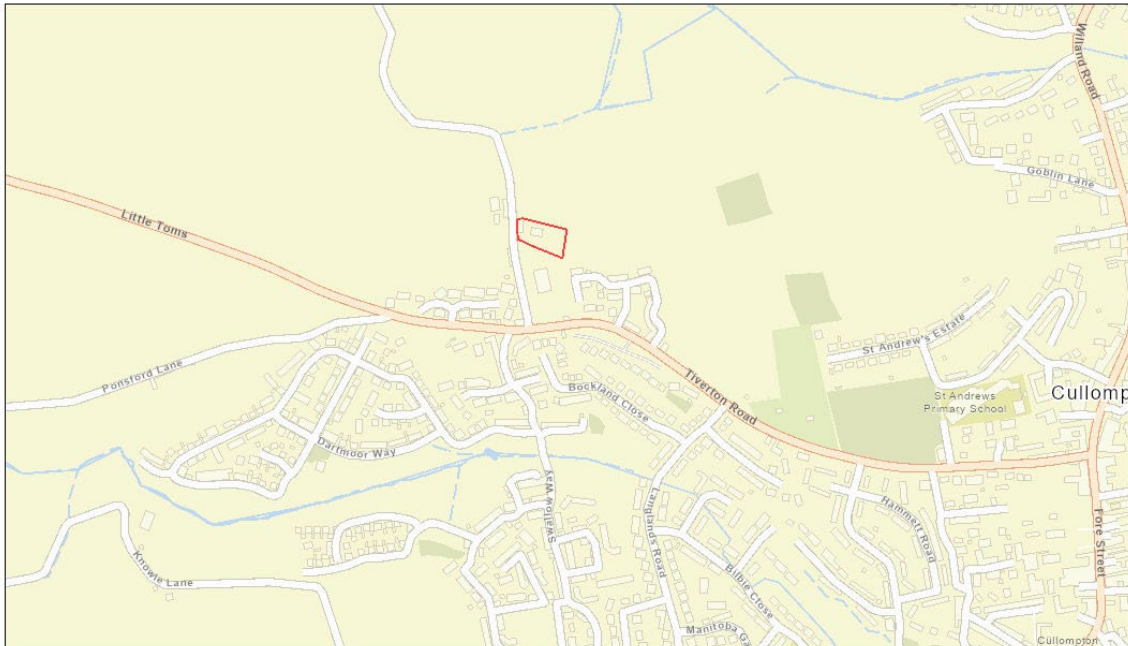 Willand Road
Goblin Lane
Little Toms
St Andrew's Estate
Ponsford Lane
Tiverton Road
Bockland Close
St Andrews
Primary School
Cullomp
Dartmoor Way
Swallow Way
Langlands Road
Hammett Road
Fore Street
Knowle Lane
Bilbie Close
Manitoba Ga
Cullompton